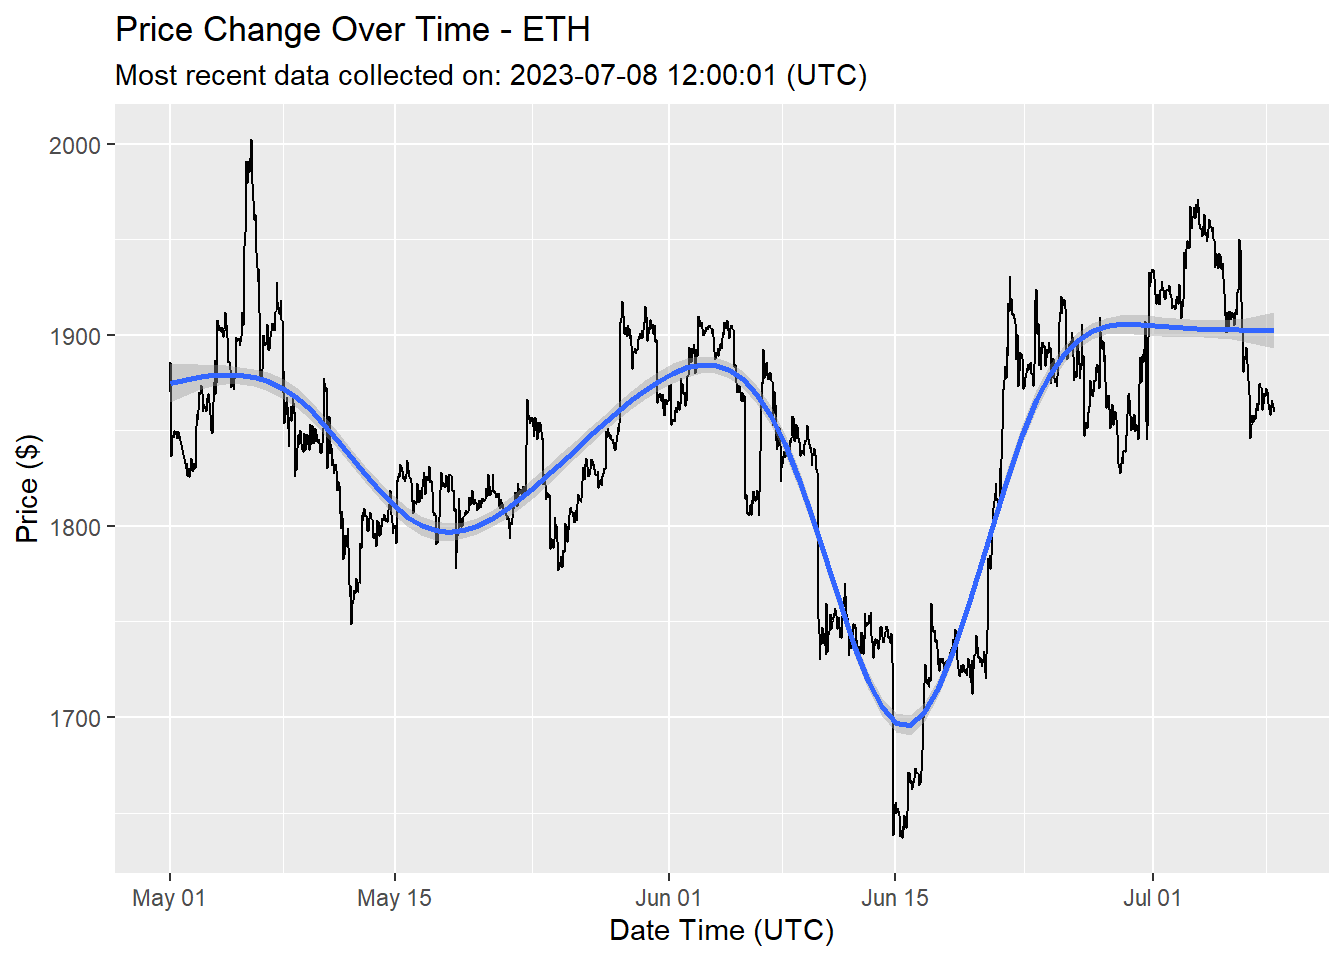 Price Change Over Time - ETH
Most recent data collected on: 2023-07-08 12:00:01 (UTC)
Price ($)
2000
1900
1800
1700
May 01
May 15
Jun 01
Jun 15
Jul 01
Date Time (UTC)